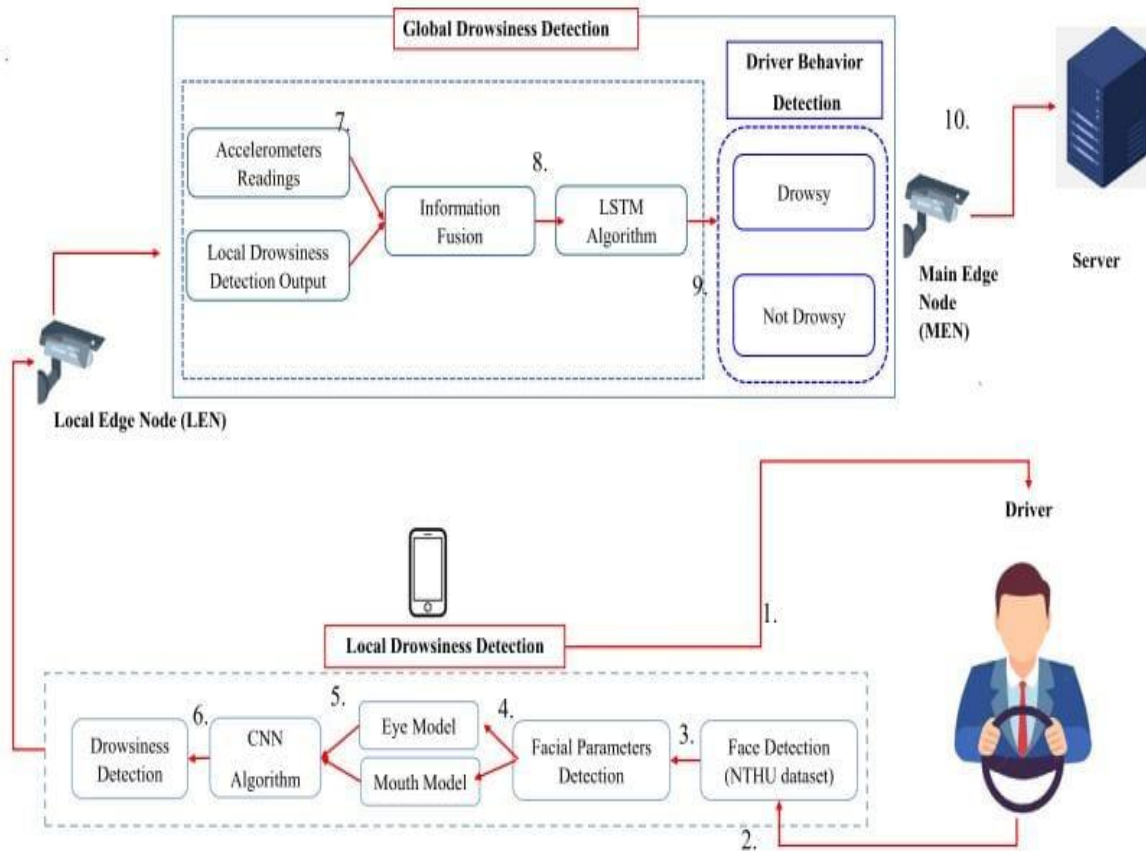 Global Drowsiness Detection
Driver Behavior
Detection
7.
Accelerometers
Readings
Local Drowsiness
Detection Output
Information
Fusion
8.
LSTM
Algorithm
9.
Drowsy
Not Drowsy
10.
Main Edge
Node
(MEN)
Server
Local Edge Node (LEN)
Driver
1.
Local Drowsiness Detection
Drowsiness
Detection
6.
CNN
Algorithm
5.
Eye Model
Mouth Model
4.
Facial Parameters
Detection
3.
Face Detection
(NTHU dataset)
2.